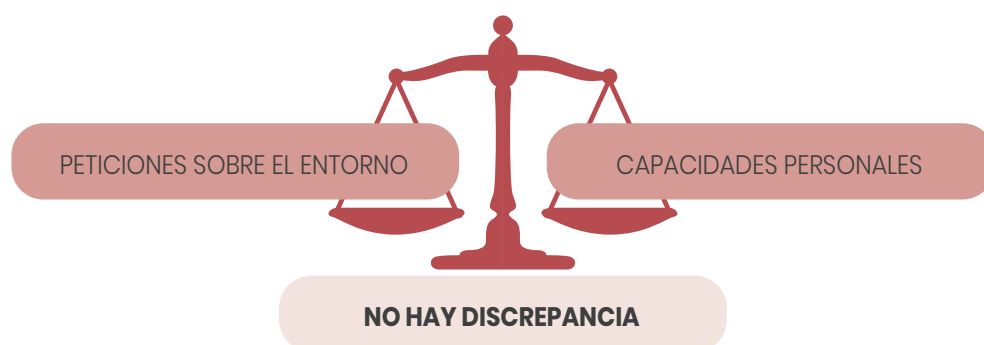 PETICIONES SOBRE EL ENTORNO
CAPACIDADES PERSONALES
NO HAY DISCREPANCIA